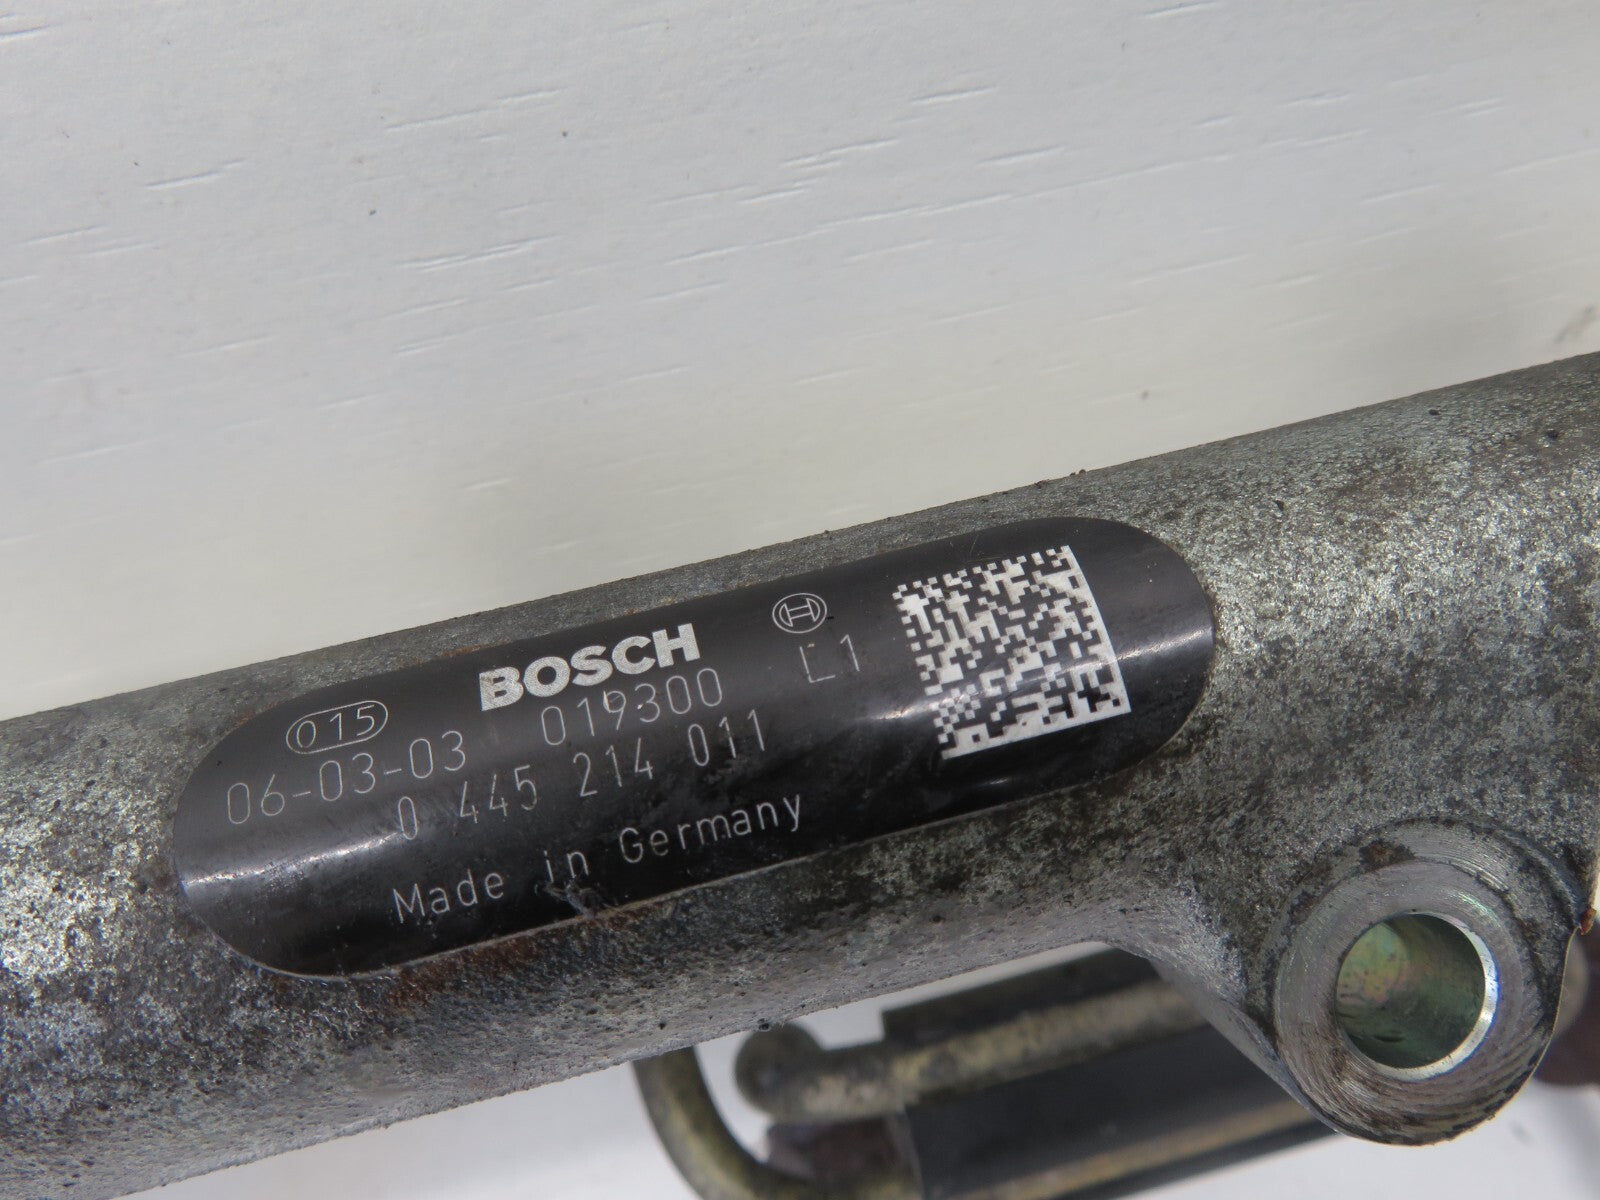 BOSCH
015
06-03-03 019300 L1
0 445 214 011
Made in Germany